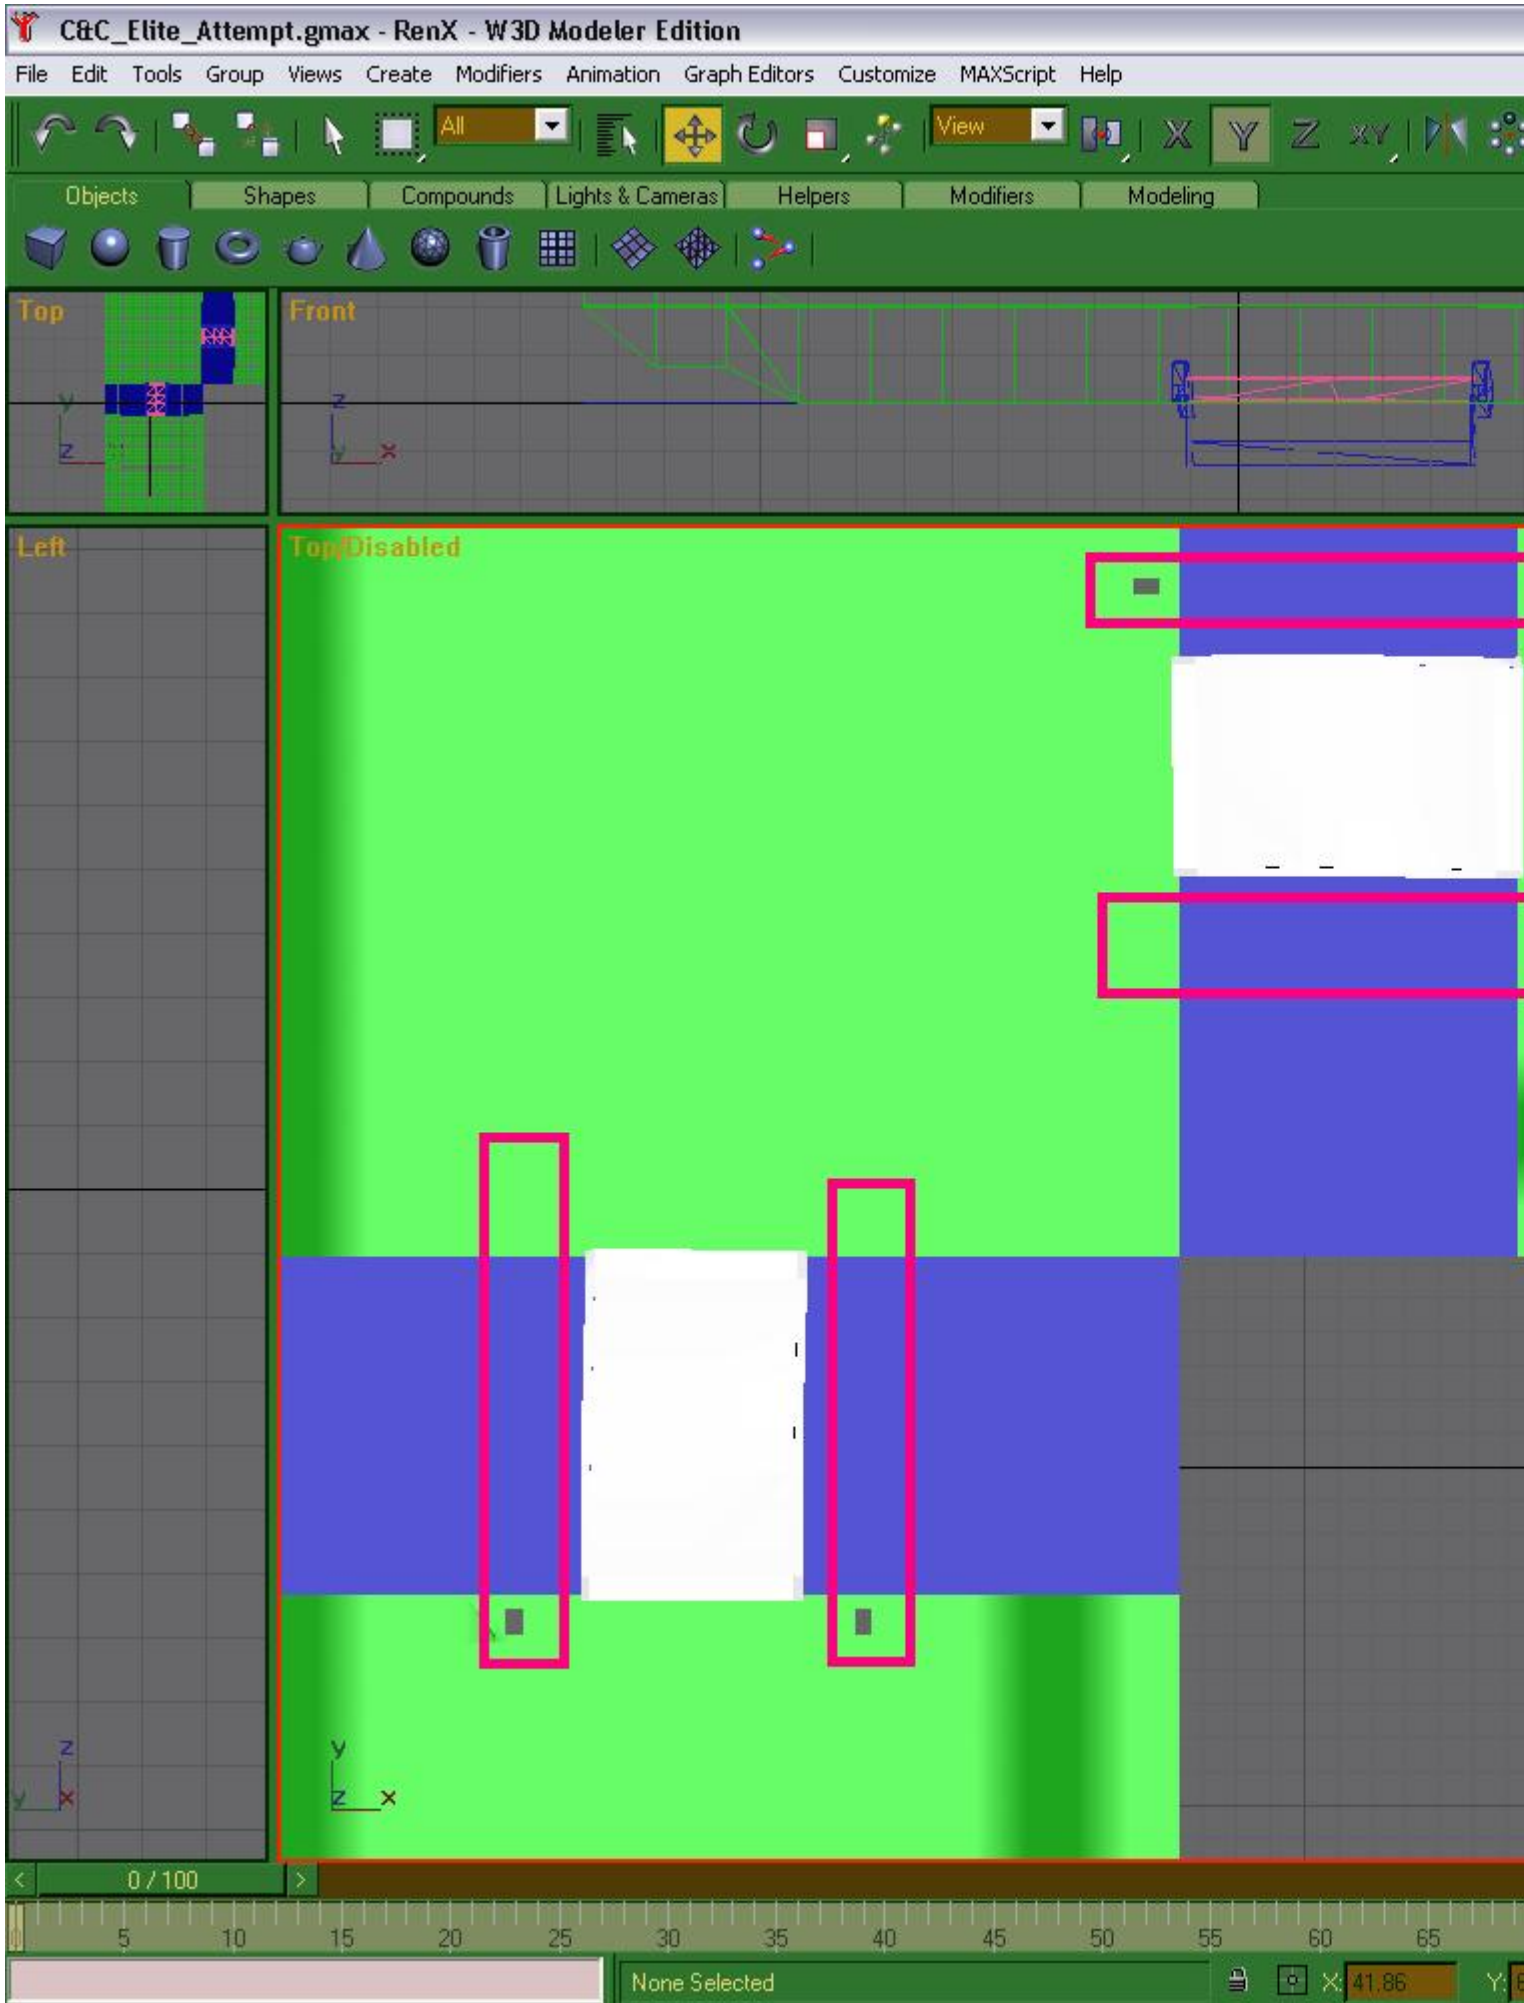 C&C_Elite_Attempt.gmax - RenX - W3D Modeler Edition
File Edit Tools Group Views Create Modifiers Animation Graph Editors Customize MAXScript Help
All View X Y Z XY
Objects Shapes Compounds Lights & Cameras Helpers Modifiers Modeling
Top Front
y z
z y x
Left Top/Disabled
z y
y x z x
< 0 / 100 >
0 5 10 15 20 25 30 35 40 45 50 55 60 65
None Selected X: 41.86 Y: